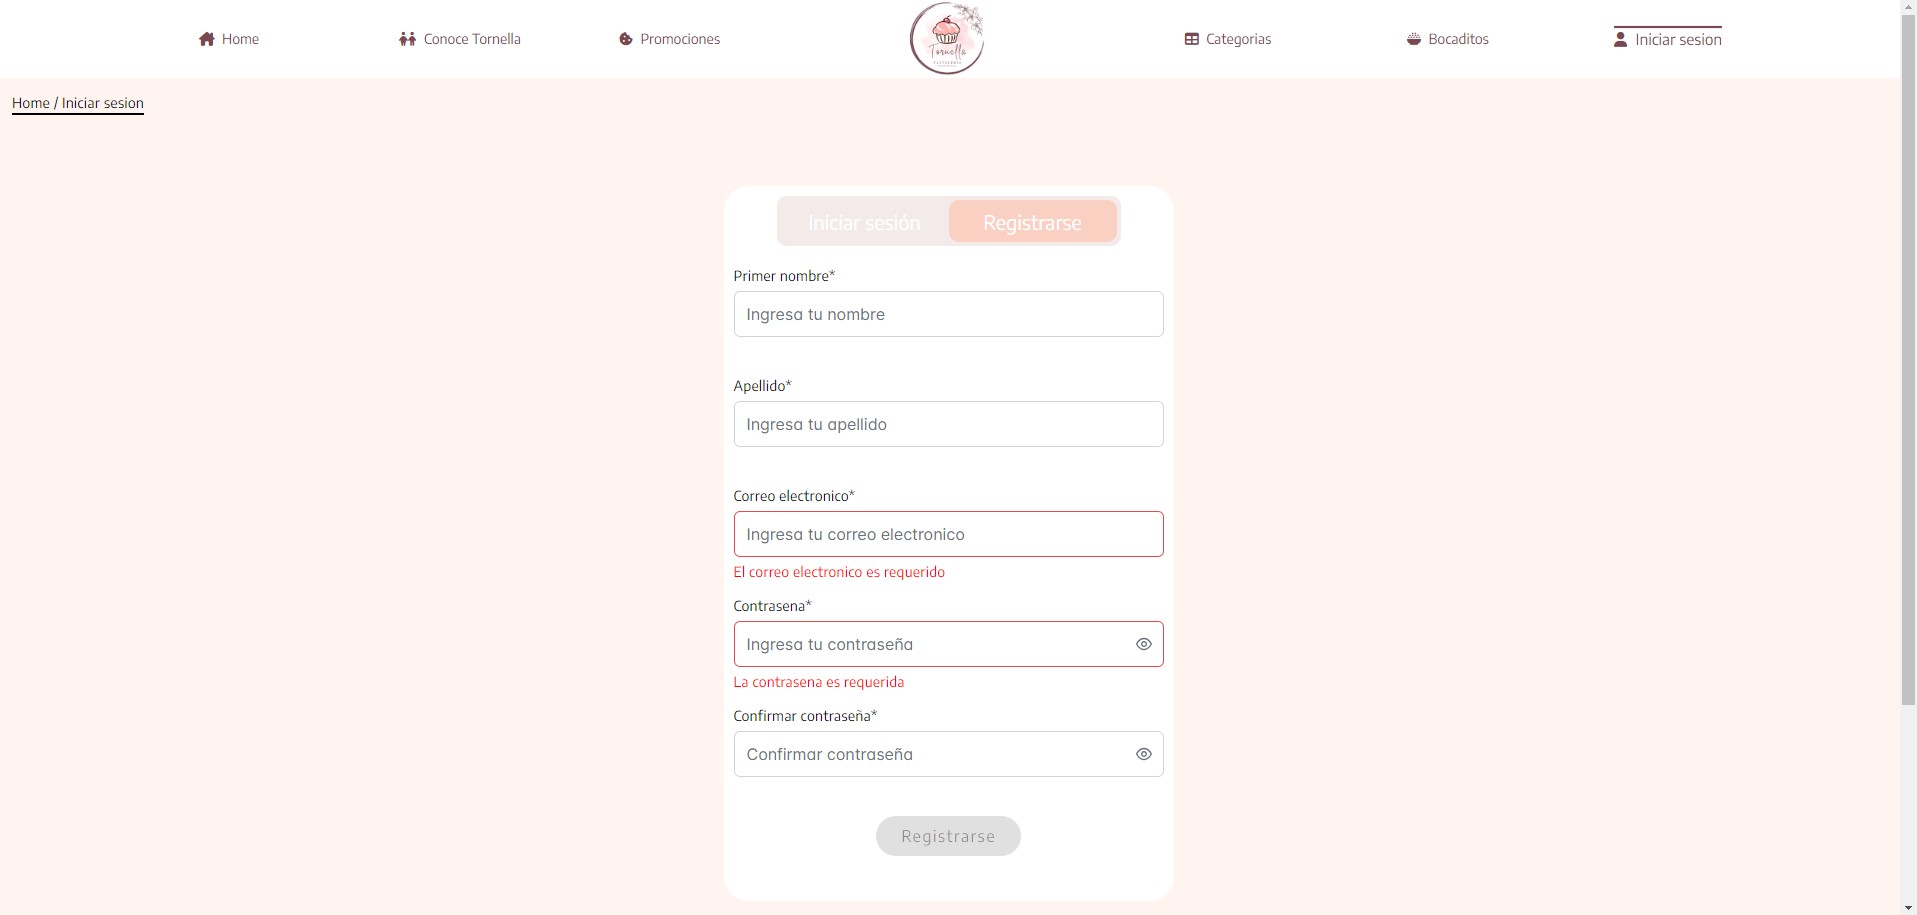 Home
Conoce Tornella
Promociones
Tornella
Categorias
Bocaditos
Iniciar sesion
Home / Iniciar sesion
Iniciar sesión
Registrarse
Primer nombre*
Ingresa tu nombre
Apellido*
Ingresa tu apellido
Correo electronico*
Ingresa tu correo electronico
El correo electronico es requerido
Contrasena*
Ingresa tu contraseña
La contrasena es requerida
Confirmar contraseña*
Confirmar contraseña
Registrarse